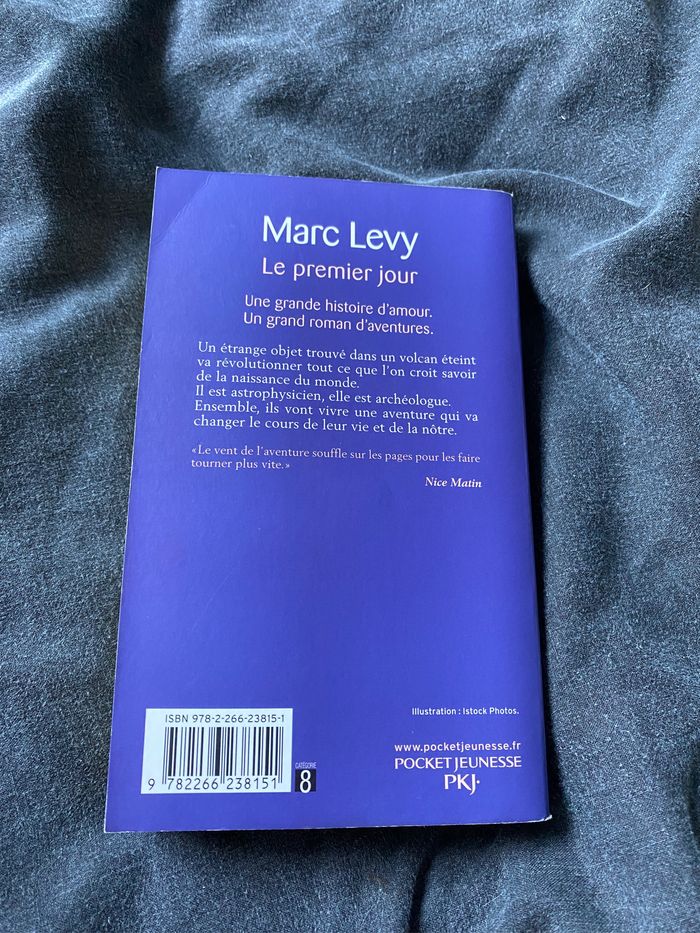 Marc Levy
Le premier jour
Une grande histoire d'amour.
Un grand roman d'aventures.
Un étrange objet trouvé dans un volcan éteint
va révolutionner tout ce que l'on croit savoir
de la naissance du monde.
Il est astrophysicien, elle est archéologue.
Ensemble, ils vont vivre une aventure qui va
changer le cours de leur vie et de la nôtre.
« Le vent de l'aventure souffle sur les pages pour les faire
tourner plus vite. »
Nice Matin
Illustration : Istock Photos.
ISBN 978-2-266-23815-1
9 782266 238151
CATÉGORIE
8
www.pocketjeunesse.fr
POCKET JEUNESSE
PKJ·